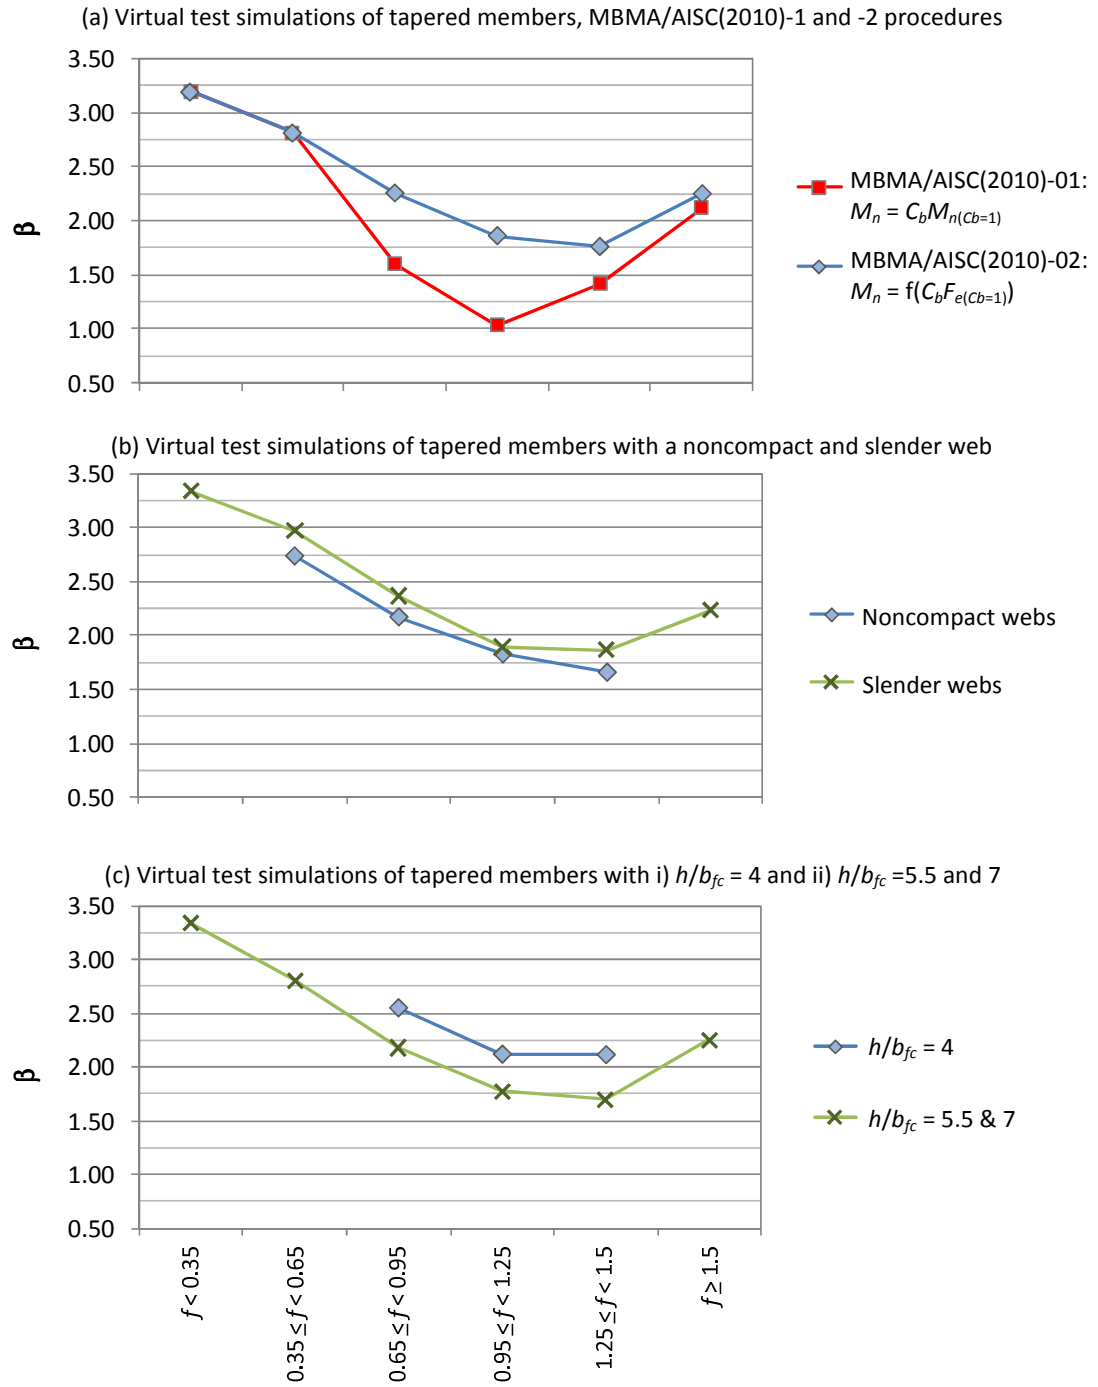 (a) Virtual test simulations of tapered members, MBMA/AISC(2010)-1 and -2 procedures
3.50
3.00
2.50
2.00
1.50
1.00
0.50
β
MBMA/AISC(2010)-01:
Mn = CbMn(Cb=1)
MBMA/AISC(2010)-02:
Mn = f(CbFe(Cb=1))
(b) Virtual test simulations of tapered members with a noncompact and slender web
3.50
3.00
2.50
2.00
1.50
1.00
0.50
β
Noncompact webs
Slender webs
(c) Virtual test simulations of tapered members with i) h/bfc = 4 and ii) h/bfc =5.5 and 7
3.50
3.00
2.50
2.00
1.50
1.00
0.50
β
h/bfc = 4
h/bfc = 5.5 & 7
f < 0.35
0.35 ≤ f < 0.65
0.65 ≤ f < 0.95
0.95 ≤ f < 1.25
1.25 ≤ f < 1.5
f ≥ 1.5